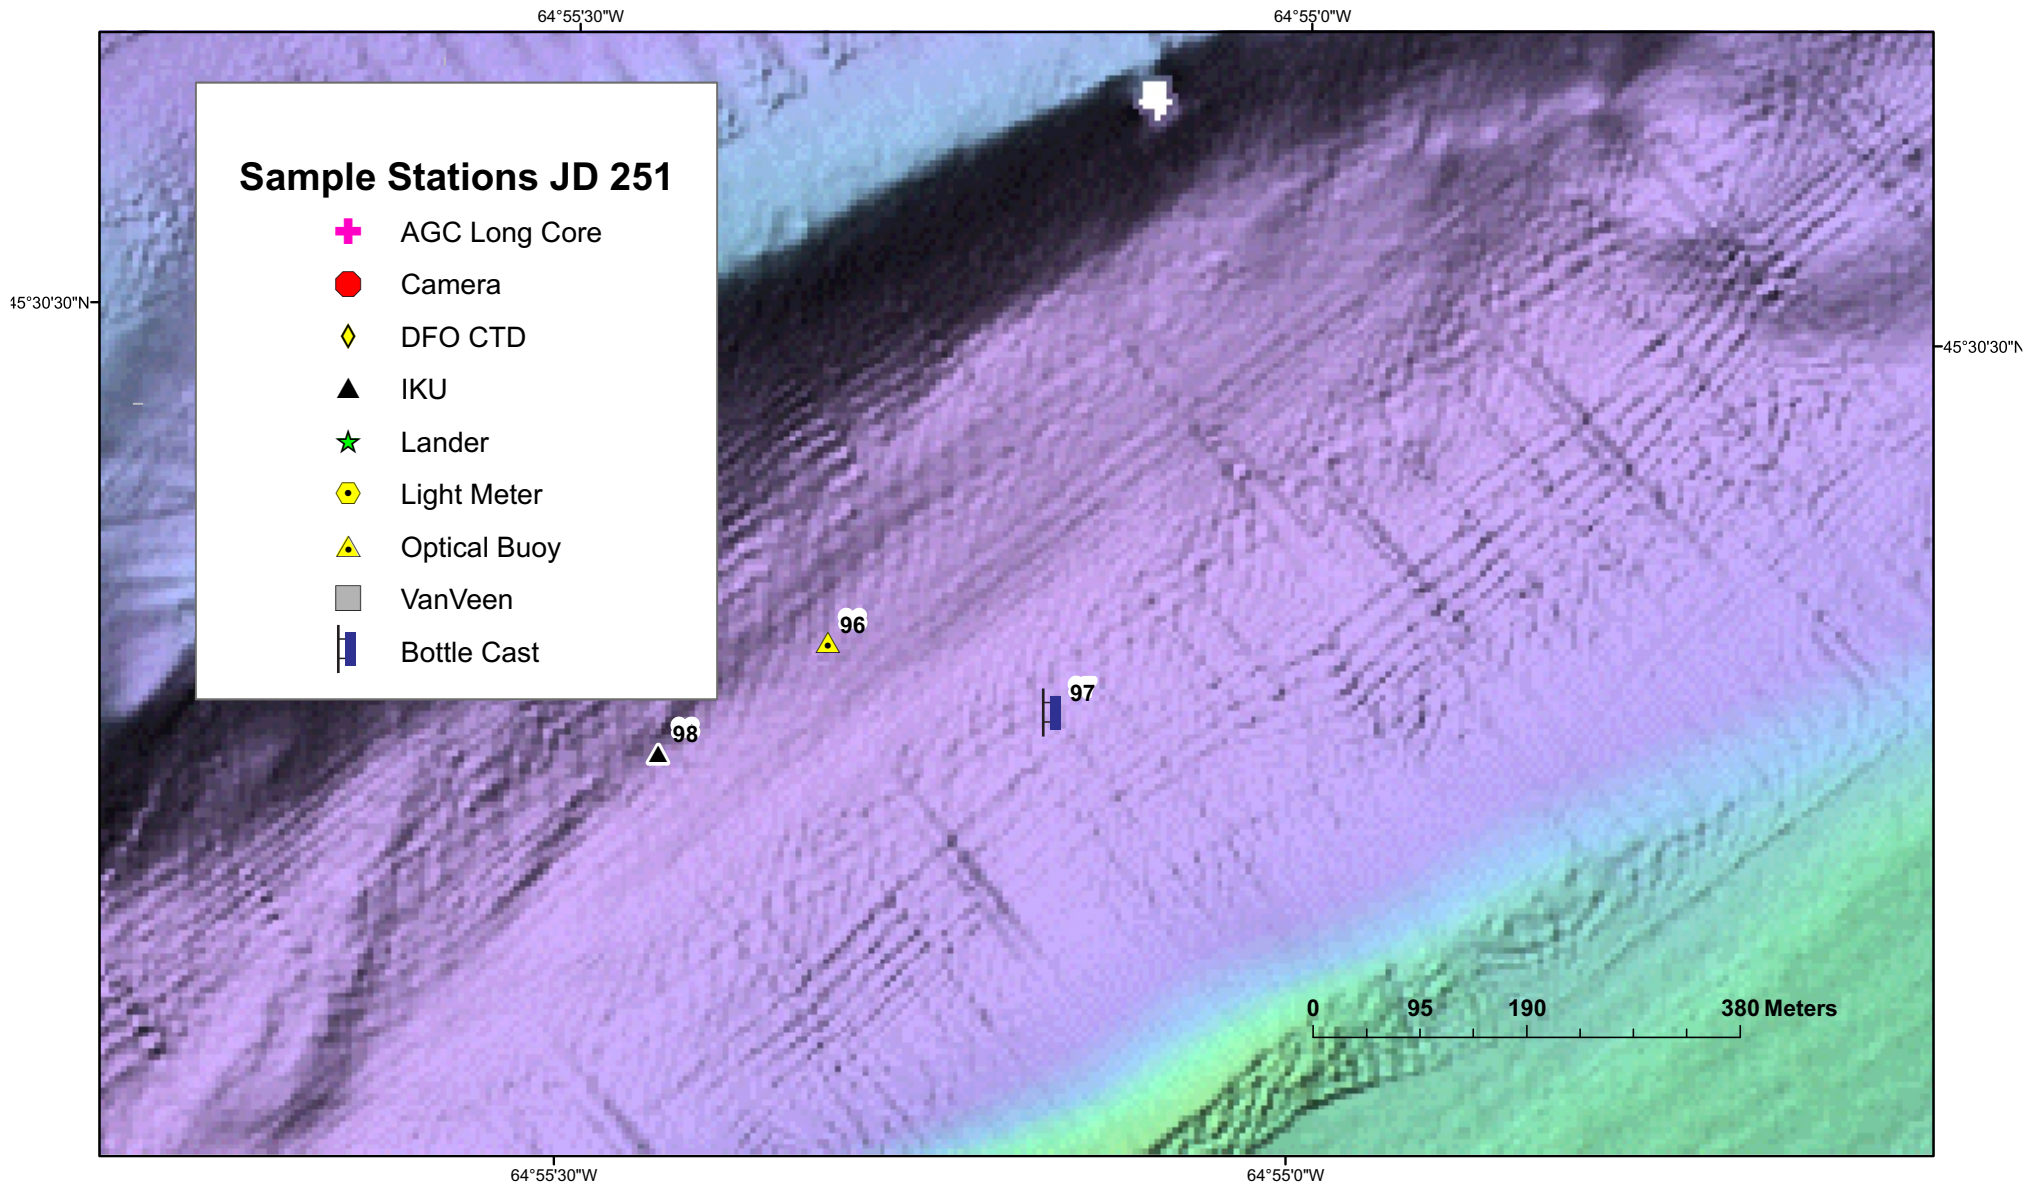 64°55'30"W
64°55'0"W
Sample Stations JD 251
AGC Long Core
Camera
DFO CTD
IKU
Lander
Light Meter
Optical Buoy
VanVeen
Bottle Cast
45°30'30"N
45°30'30"N
96
97
98
0 95 190 380 Meters
64°55'30"W
64°55'0"W